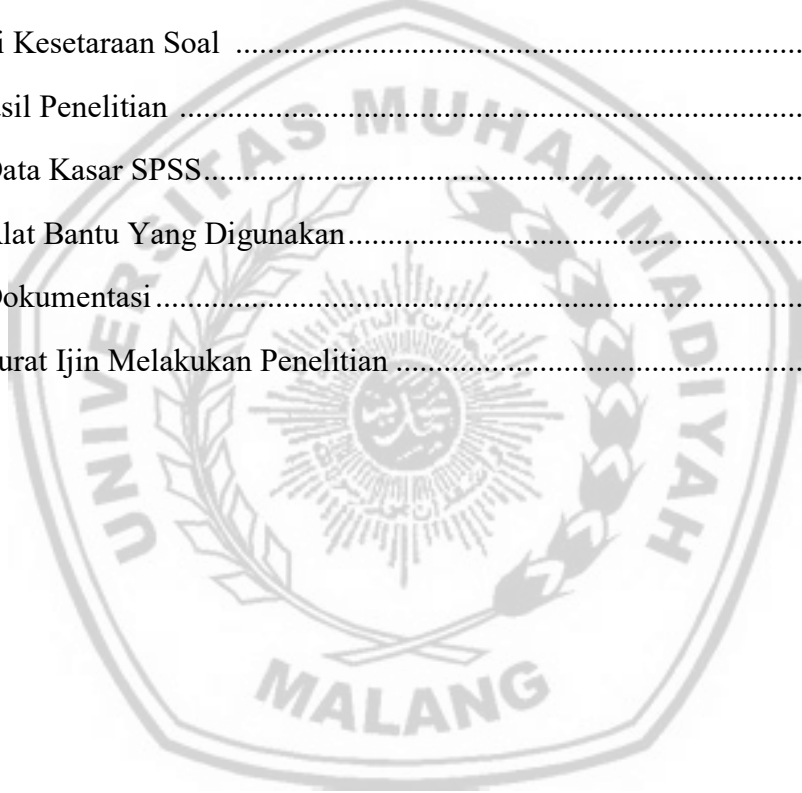 i Kesetaraan Soal ........................................................................
sil Penelitian ...............................................................................
Data Kasar SPSS...........................................................................
Alat Bantu Yang Digunakan.........................................................
Dokumentasi.................................................................................
urat Ijin Melakukan Penelitian ....................................................
UNIVERSITAS MUHAMMADIYAH
MALANG